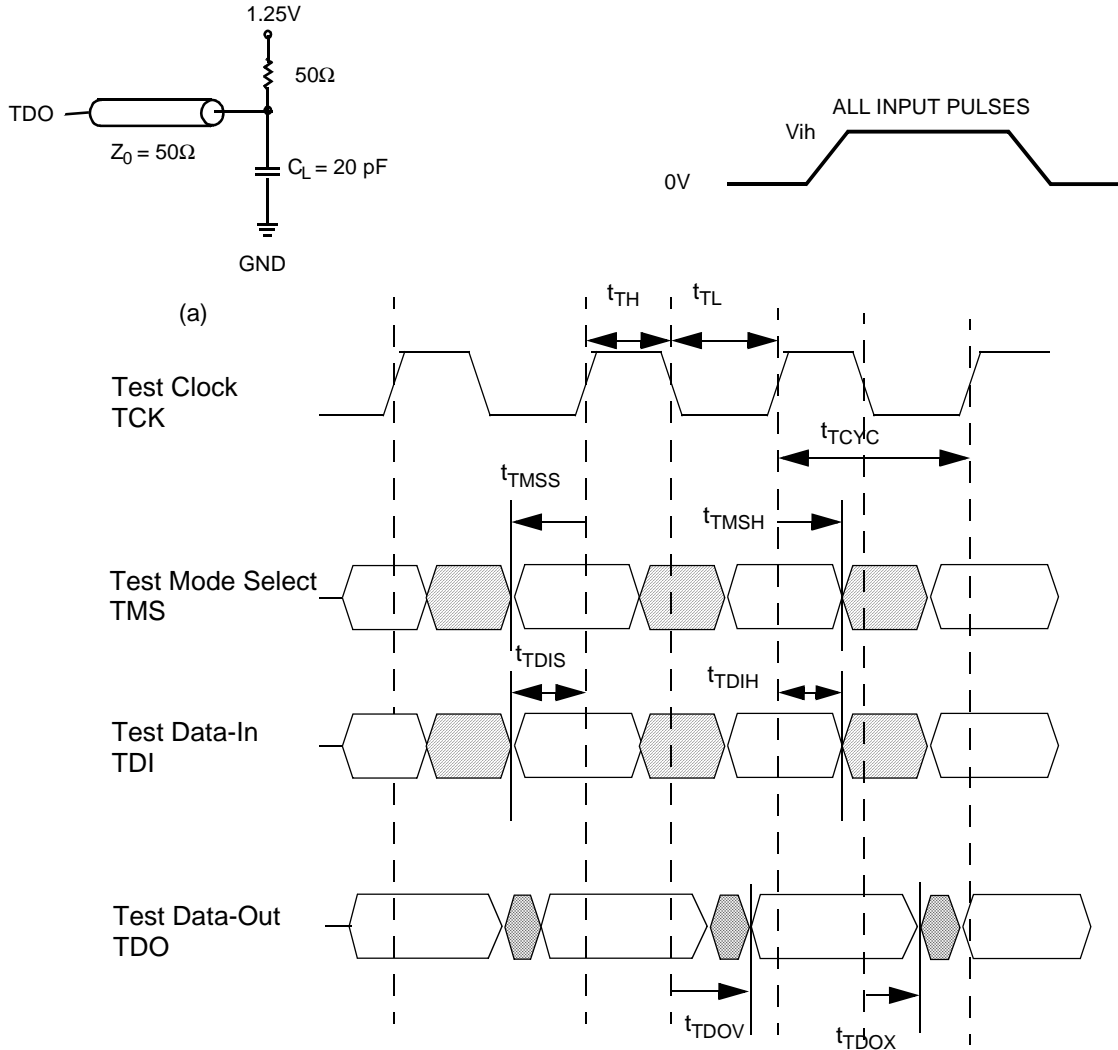 1.25V
50Ω
TDO
Z0 = 50Ω
CL = 20 pF
GND
(a)
ALL INPUT PULSES
Vih
0V
tTH
tTL
Test Clock
TCK
tTCYC
tTMSS
tTMSH
Test Mode Select
TMS
tTDIS
tTDIH
Test Data-In
TDI
Test Data-Out
TDO
tTDOV
tTDOX